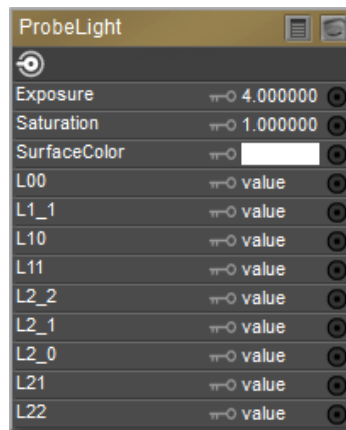 ProbeLight
Exposure 4.000000
Saturation 1.000000
SurfaceColor
L00 value
L1_1 value
L10 value
L11 value
L2_2 value
L2_1 value
L2_0 value
L21 value
L22 value